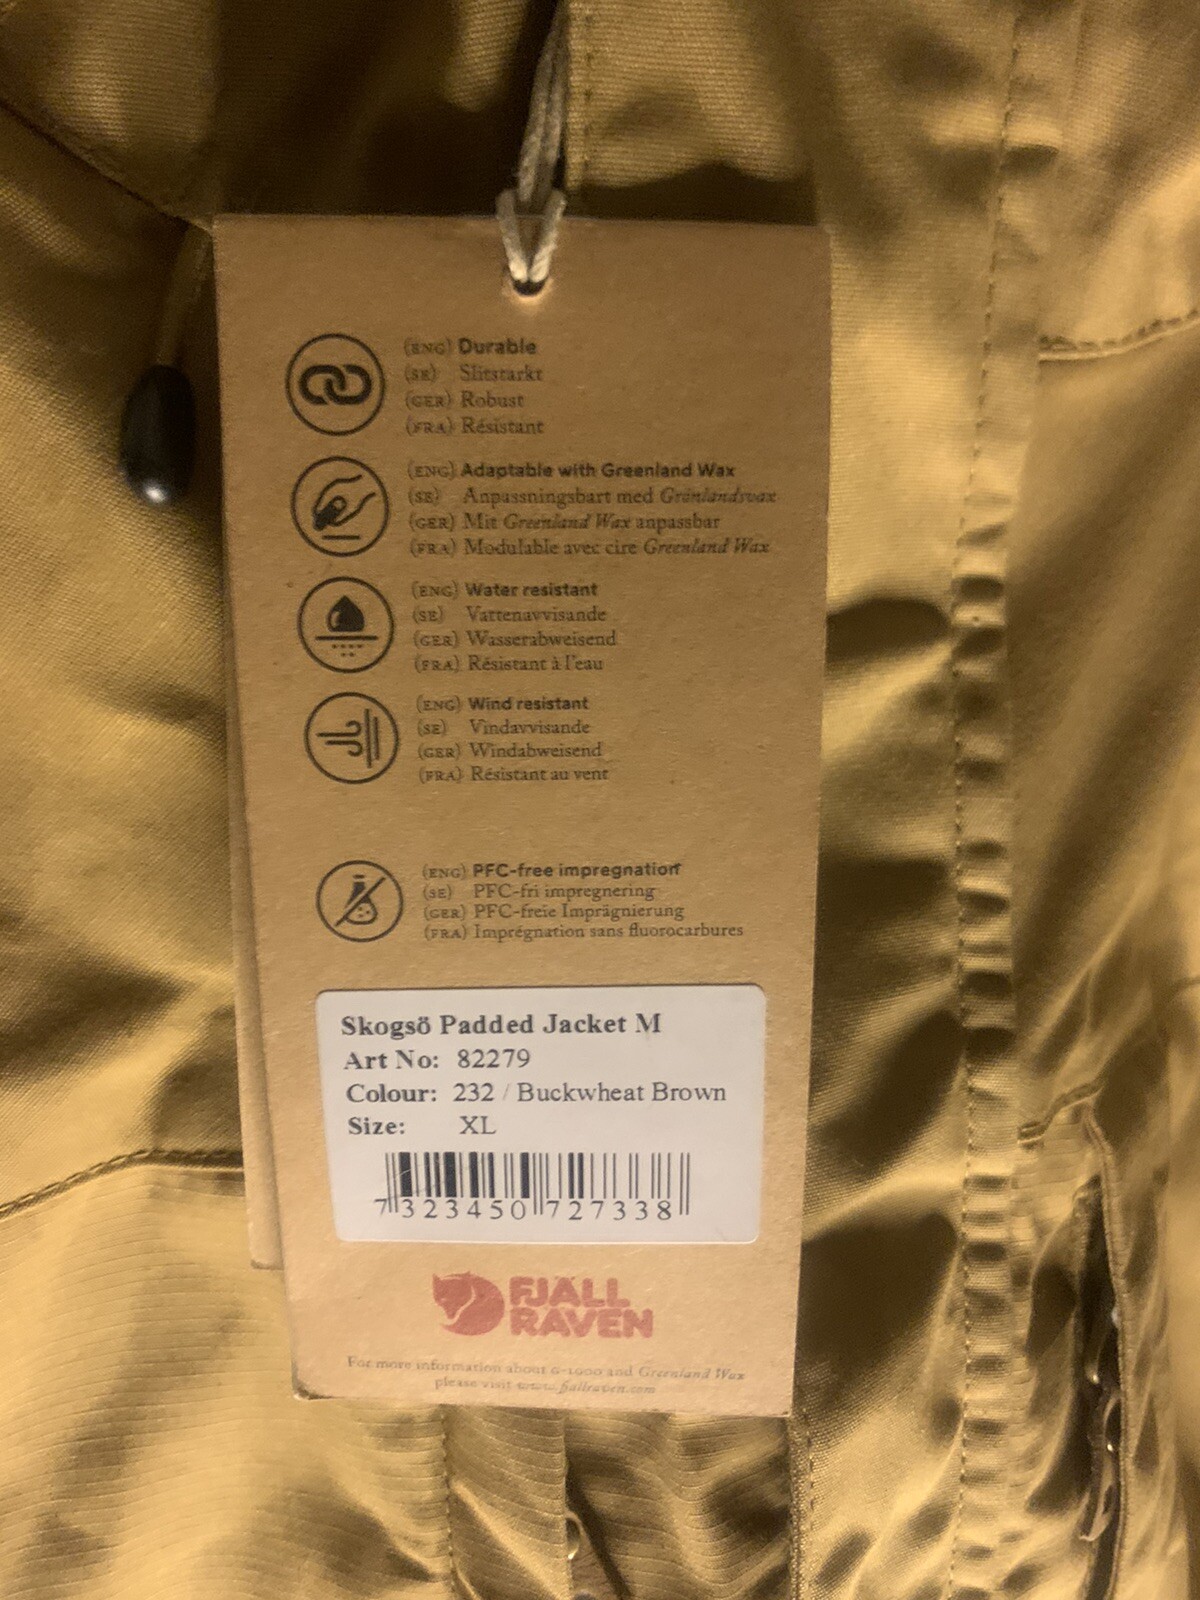 (ENG) Durable
(SE) Slitstarkt
(GER) Robust
(FRA) Résistant
(ENG) Adaptable with Greenland Wax
(SE) Anpassningsbart med Grönlandsvax
(GER) Mit Greenland Wax anpassbar
(FRA) Modulable avec cire Greenland Wax
(ENG) Water resistant
(SE) Vattenavvisande
(GER) Wasserabweisend
(FRA) Résistant à l'eau
(ENG) Wind resistant
(SE) Vindavvisande
(GER) Windabweisend
(FRA) Résistant au vent
(ENG) PFC-free impregnation
(SE) PFC-fri impregnering
(GER) PFC-freie Imprägnierung
(FRA) Imprégnation sans fluorocarbures
Skogsö Padded Jacket M
Art No: 82279
Colour: 232 / Buckwheat Brown
Size: XL
7 323450 727338
FJÄLL
RÄVEN
For more information about G-1000 and Greenland Wax
please visit www.fjallraven.com